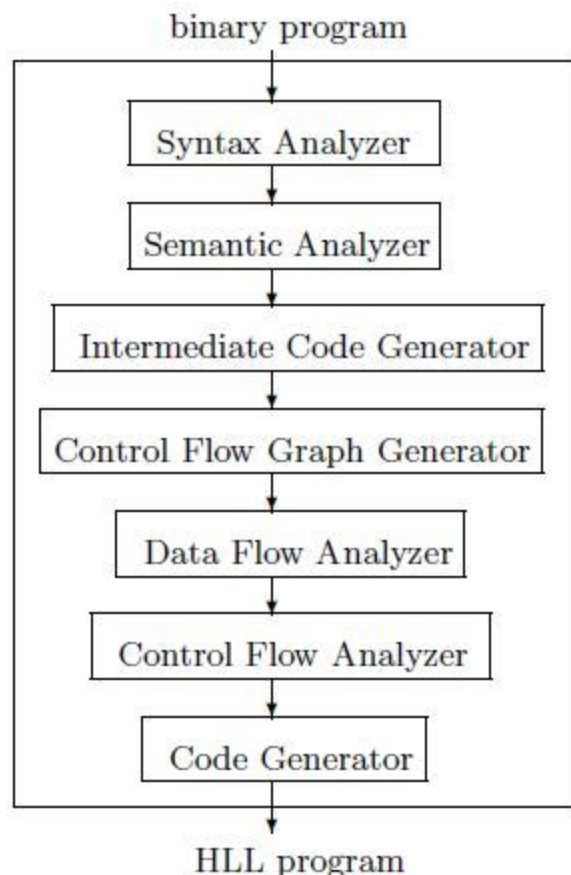 binary program
Syntax Analyzer
Semantic Analyzer
Intermediate Code Generator
Control Flow Graph Generator
Data Flow Analyzer
Control Flow Analyzer
Code Generator
HLL program